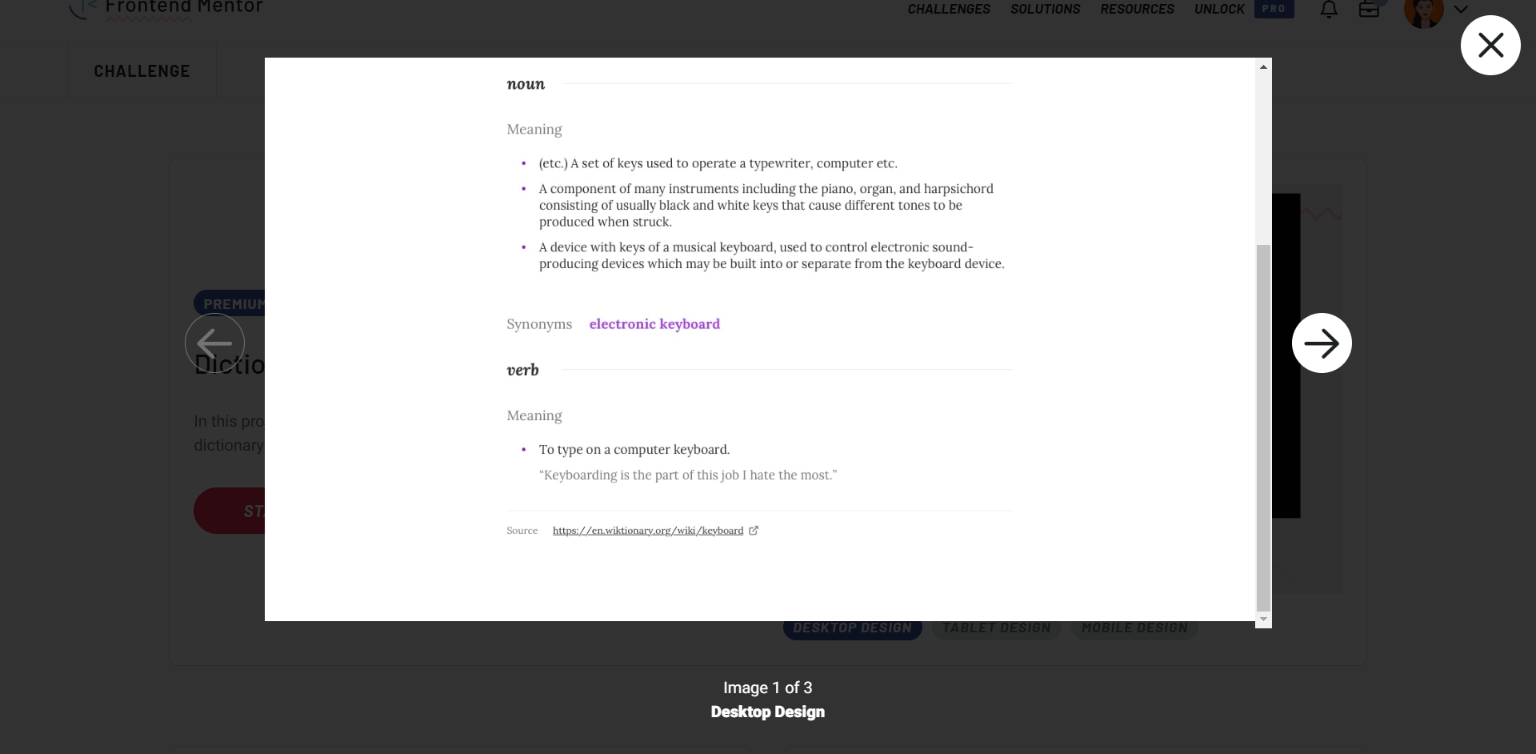 Frontend Mentor
CHALLENGES SOLUTIONS RESOURCES UNLOCK PRO
CHALLENGE
noun
Meaning
• (etc.) A set of keys used to operate a typewriter, computer etc.
• A component of many instruments including the piano, organ, and harpsichord
consisting of usually black and white keys that cause different tones to be
produced when struck.
• A device with keys of a musical keyboard, used to control electronic sound-
producing devices which may be built into or separate from the keyboard device.
Synonyms electronic keyboard
verb
Meaning
• To type on a computer keyboard.
“Keyboarding is the part of this job I hate the most.”
Source https://en.wiktionary.org/wiki/keyboard
PREMIUM
Dictio
In this pro
dictionary
STA
DESKTOP DESIGN TABLET DESIGN MOBILE DESIGN
Image 1 of 3
Desktop Design